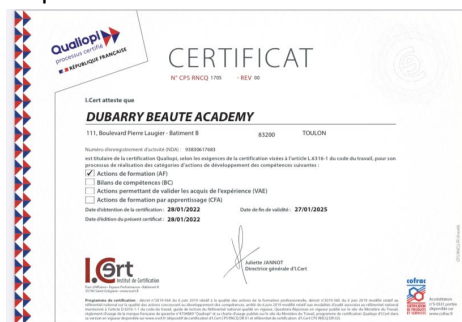 Qualiopi
processus certifié
RÉPUBLIQUE FRANÇAISE
CERTIFICAT
N° CPS RNCQ 1705 - REV 00
I.Cert atteste que
DUBARRY BEAUTE ACADEMY
111, Boulevard Pierre Laugier - Batiment B 83200 TOULON
Numéro d'enregistrement d'activité (NDA) : 93830617683
est titulaire de la certification Qualiopi, selon les exigences de la certification visées à l'article L.6316-1 du code du travail, pour son
processus de réalisation des catégories d'actions de développement des compétences suivantes :
Actions de formation (AF)
Bilans de compétences (BC)
Actions permettant de valider les acquis de l'expérience (VAE)
Actions de formation par apprentissage (CFA)
Date d'obtention de la certification : 28/01/2022 Date de fin de validité : 27/01/2025
Date d'édition du présent certificat : 28/01/2022
Juliette JANNOT
Directrice générale d'I.Cert
I.Cert
Institut de Certification
cofrac